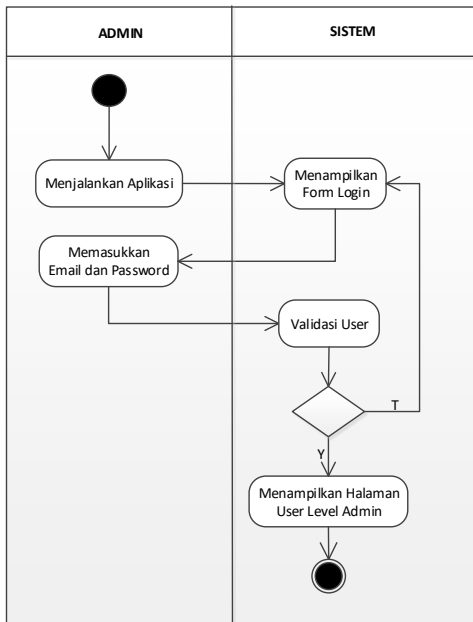 ADMIN
SISTEM
Menjalankan Aplikasi
Menampilkan
Form Login
Memasukkan
Email dan Password
Validasi User
T
Y
Menampilkan Halaman
User Level Admin